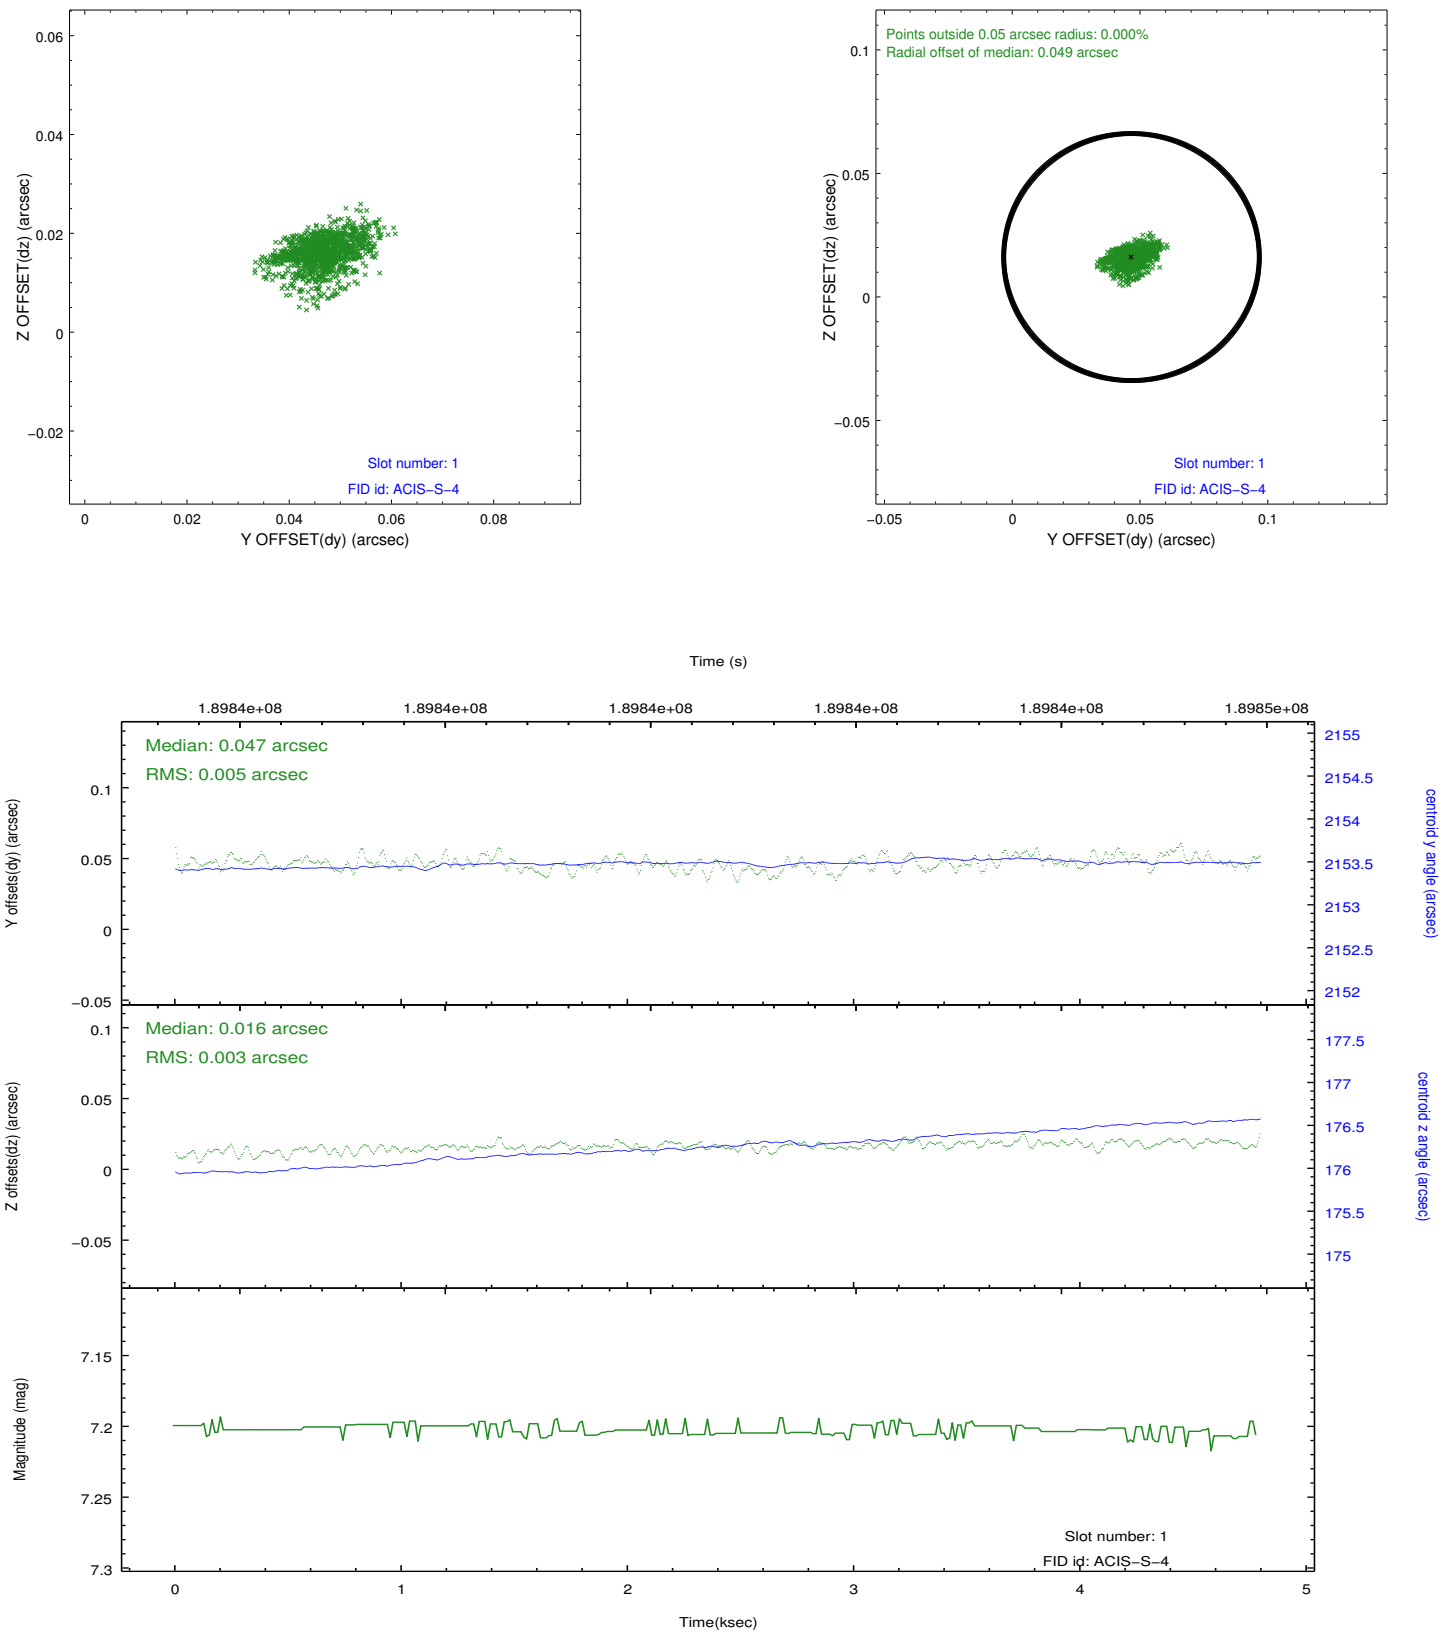 0.06
0.04
0.02
0
−0.02
Z OFFSET(dz) (arcsec)
Slot number: 1
FID id: ACIS−S−4
0 0.02 0.04 0.06 0.08
Y OFFSET(dy) (arcsec)
Points outside 0.05 arcsec radius: 0.000%
Radial offset of median: 0.049 arcsec
0.1
0.05
0
−0.05
Z OFFSET(dz) (arcsec)
Slot number: 1
FID id: ACIS−S−4
−0.05 0 0.05 0.1
Y OFFSET(dy) (arcsec)
Time (s)
1.8984e+08 1.8984e+08 1.8984e+08 1.8984e+08 1.8984e+08 1.8985e+08
Median: 0.047 arcsec
RMS: 0.005 arcsec
0.1
0.05
0
−0.05
Y offsets(dy) (arcsec)
2155
2154.5
2154
2153.5
2153
2152.5
2152
centroid y angle (arcsec)
Median: 0.016 arcsec
RMS: 0.003 arcsec
0.1
0.05
0
−0.05
Z offsets(dz) (arcsec)
177.5
177
176.5
176
175.5
175
centroid z angle (arcsec)
7.15
7.2
7.25
7.3
Magnitude (mag)
Slot number: 1
FID id: ACIS−S−4
0 1 2 3 4 5
Time(ksec)